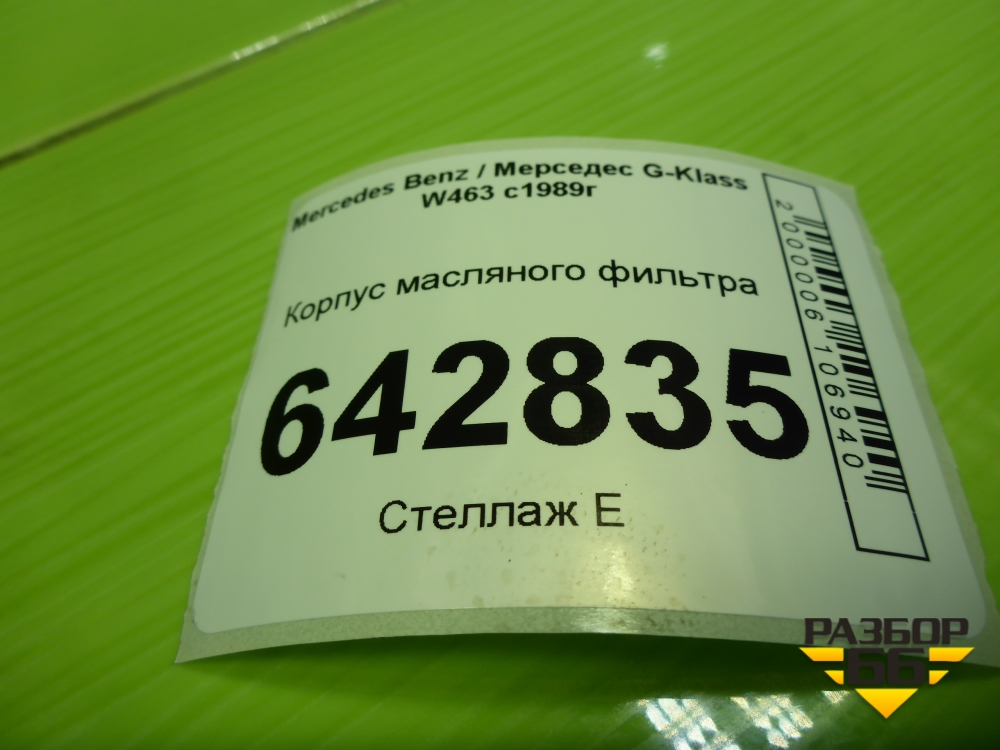 Mercedes Benz / Мерседес G-Klass
W463 с1989г
Корпус масляного фильтра
642835
Стеллаж Е
2000006106940
РАЗБОР
66